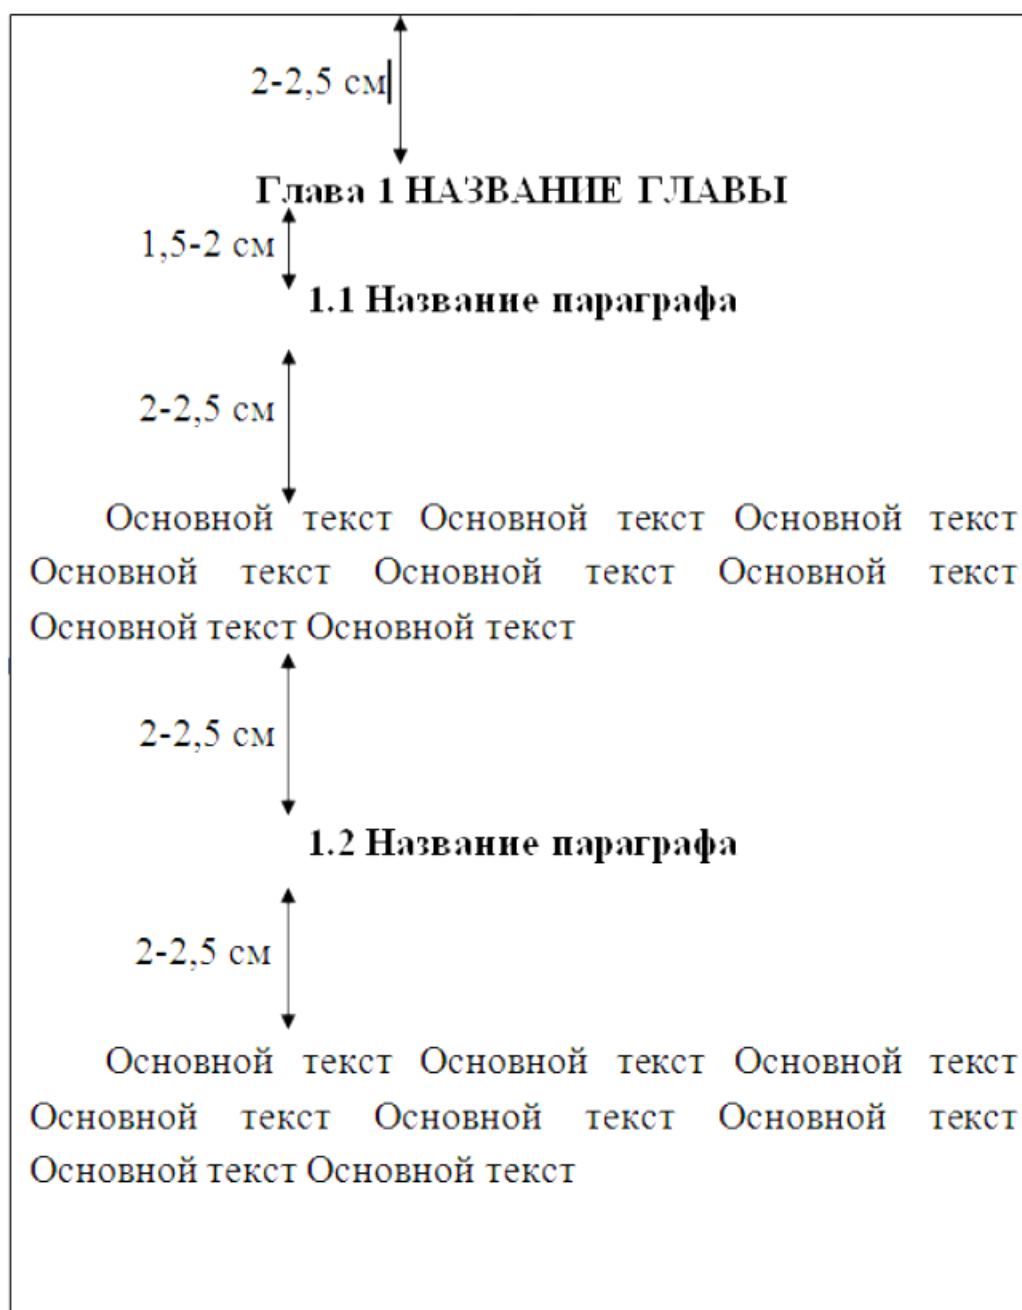 2-2,5 см
Глава 1 НАЗВАНИЕ ГЛАВЫ
1,5-2 см
1.1 Название параграфа
2-2,5 см
Основной текст Основной текст Основной текст
Основной текст Основной текст Основной текст
Основной текст Основной текст
2-2,5 см
1.2 Название параграфа
2-2,5 см
Основной текст Основной текст Основной текст
Основной текст Основной текст Основной текст
Основной текст Основной текст